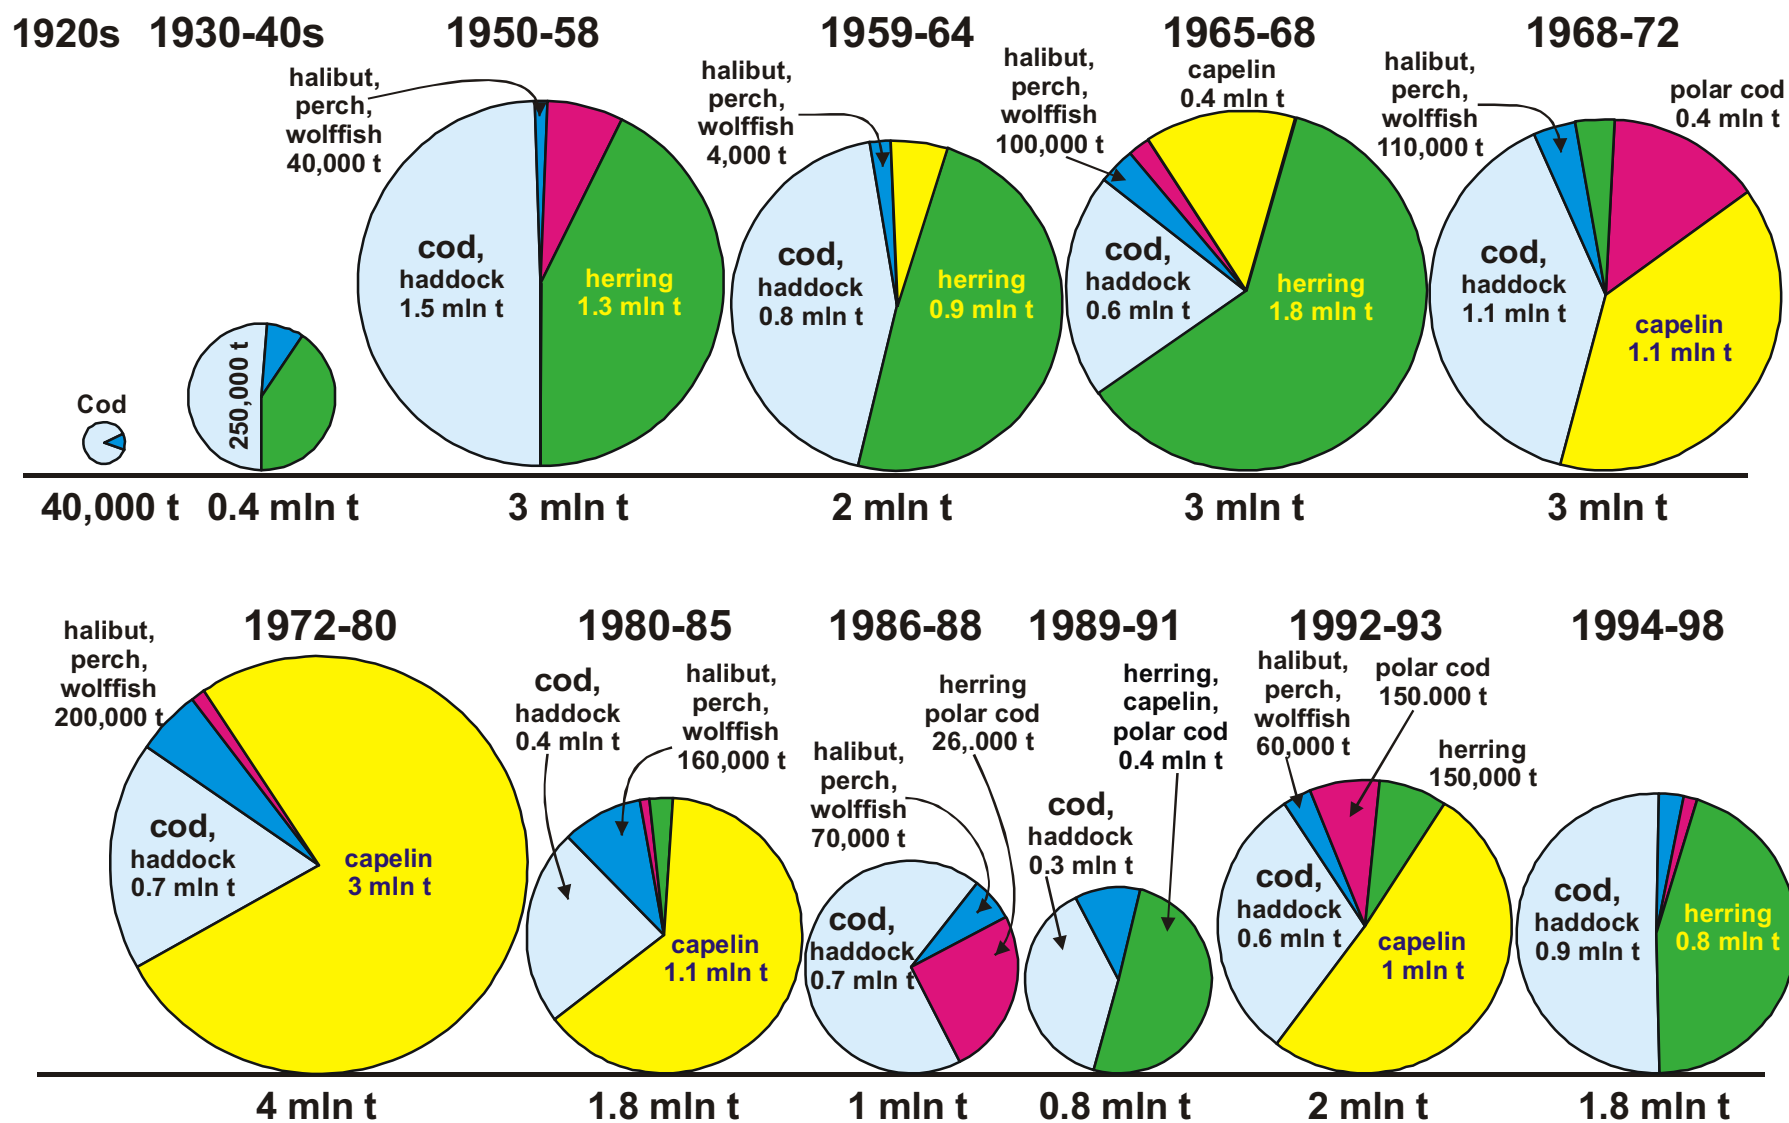 1920s
1930-40s
1950-58
1959-64
1965-68
1968-72
Cod
250,000 t
halibut,
perch,
wolffish
40,000 t
cod,
haddock
1.5 mln t
herring
1.3 mln t
halibut,
perch,
wolffish
4,000 t
cod,
haddock
0.8 mln t
herring
0.9 mln t
halibut,
perch,
wolffish
100,000 t
capelin
0.4 mln t
cod,
haddock
0.6 mln t
herring
1.8 mln t
halibut,
perch,
wolffish
110,000 t
polar cod
0.4 mln t
cod,
haddock
1.1 mln t
capelin
1.1 mln t
40,000 t
0.4 mln t
3 mln t
2 mln t
3 mln t
3 mln t
1972-80
1980-85
1986-88
1989-91
1992-93
1994-98
halibut,
perch,
wolffish
200,000 t
cod,
haddock
0.7 mln t
capelin
3 mln t
cod,
haddock
0.4 mln t
halibut,
perch,
wolffish
160,000 t
capelin
1.1 mln t
halibut,
perch,
wolffish
70,000 t
herring
polar cod
26,.000 t
cod,
haddock
0.7 mln t
cod,
haddock
0.3 mln t
herring,
capelin,
polar cod
0.4 mln t
halibut,
perch,
wolffish
60,000 t
polar cod
150.000 t
herring
150,000 t
cod,
haddock
0.6 mln t
capelin
1 mln t
cod,
haddock
0.9 mln t
herring
0.8 mln t
4 mln t
1.8 mln t
1 mln t
0.8 mln t
2 mln t
1.8 mln t